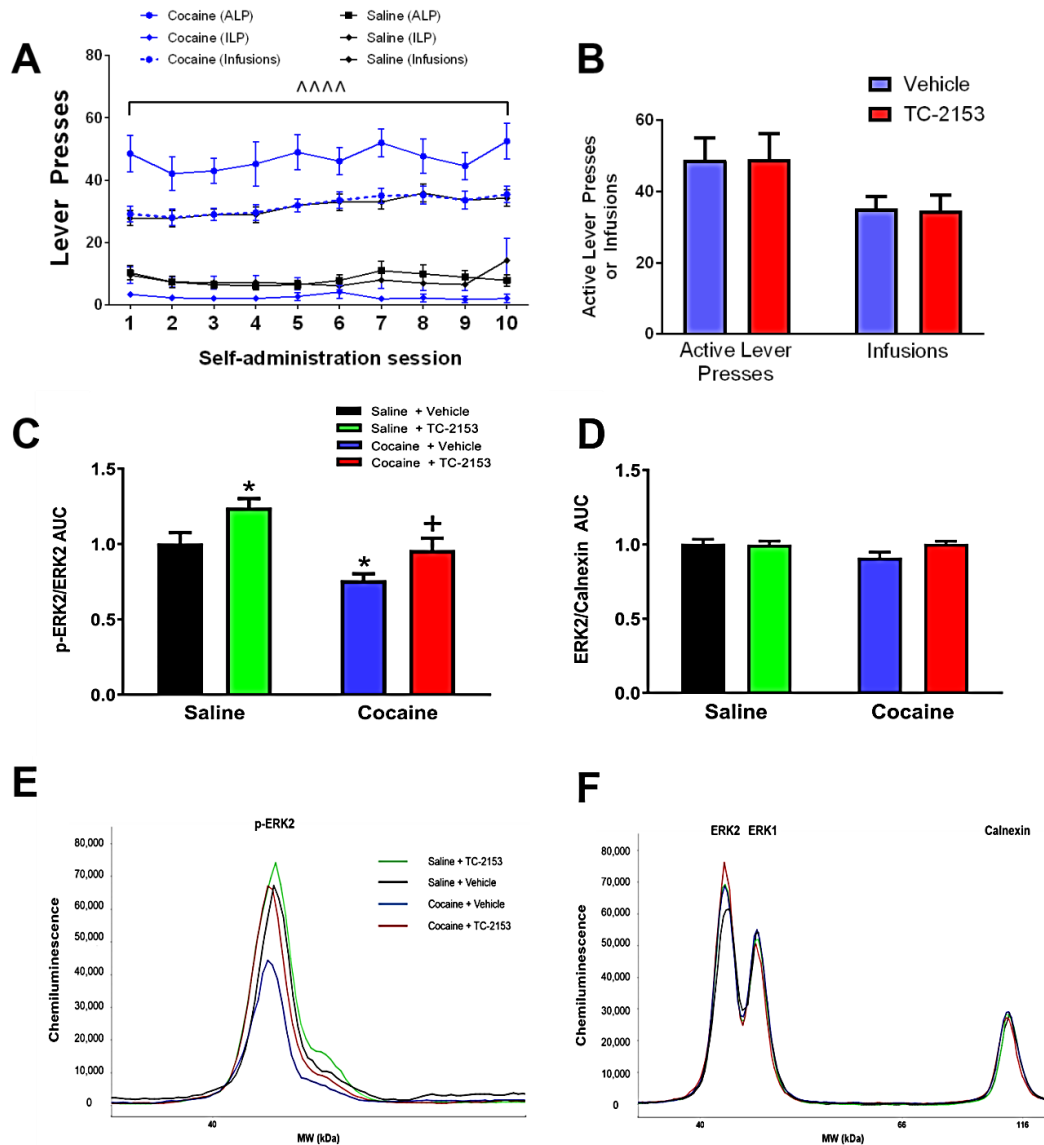 Cocaine (ALP)
Cocaine (ILP)
Cocaine (Infusions)
Saline (ALP)
Saline (ILP)
Saline (Infusions)
A
80
60
40
20
0
Lever Presses
^^^^
1 2 3 4 5 6 7 8 9 10
Self-administration session
B
Vehicle
TC-2153
60
40
20
0
Active Lever Presses
or Infusions
Active Lever
Presses
Infusions
C
Saline + Vehicle
Saline + TC-2153
Cocaine + Vehicle
Cocaine + TC-2153
1.5
1.0
0.5
0.0
p-ERK2/ERK2 AUC
*
*
+
Saline
Cocaine
D
1.5
1.0
0.5
0.0
ERK2/Calnexin AUC
Saline
Cocaine
E
p-ERK2
80,000
70,000
60,000
50,000
40,000
30,000
20,000
10,000
0
Chemiluminescence
Saline + TC-2153
Saline + Vehicle
Cocaine + Vehicle
Cocaine + TC-2153
40
MW (kDa)
F
ERK2 ERK1
Calnexin
80,000
70,000
60,000
50,000
40,000
30,000
20,000
10,000
0
Chemiluminescence
40 66 116
MW (kDa)